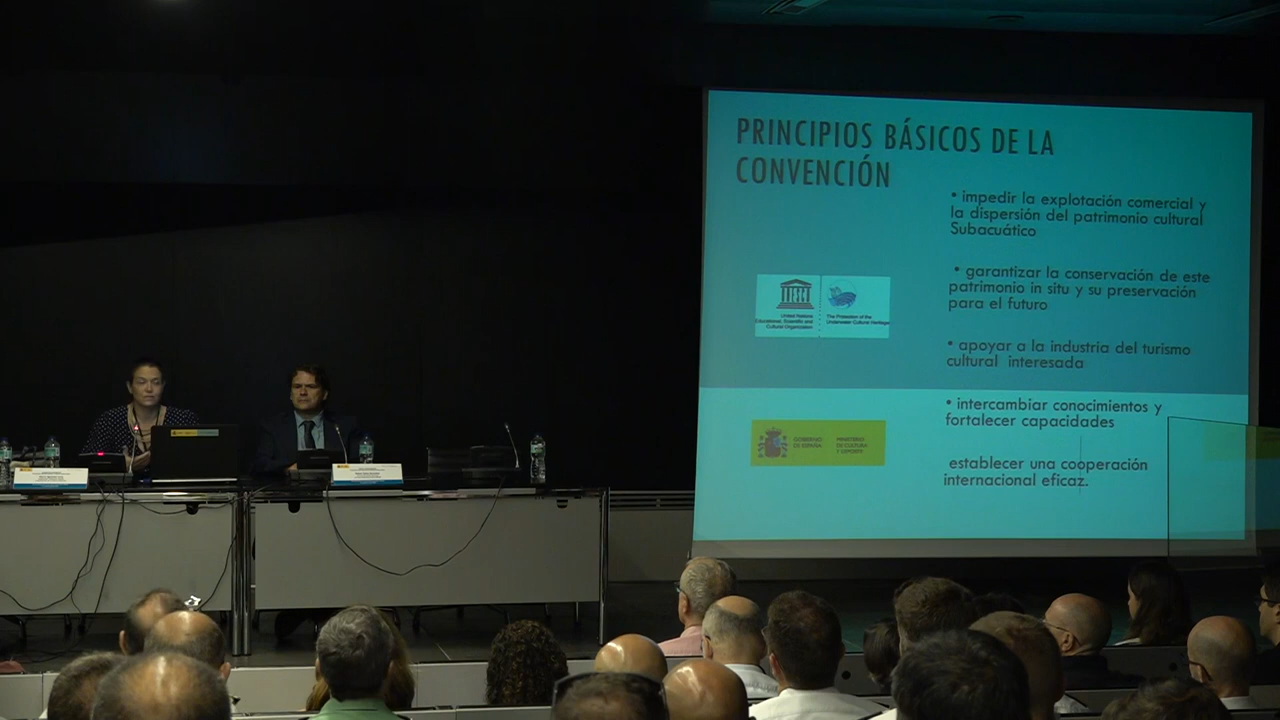 PRINCIPIOS BÁSICOS DE LA
CONVENCIÓN
• impedir la explotación comercial y
la dispersión del patrimonio cultural
Subacuático
• garantizar la conservación de este
patrimonio in situ y su preservación
para el futuro
• apoyar a la industria del turismo
cultural interesada
• intercambiar conocimientos y
fortalecer capacidades
establecer una cooperación
internacional eficaz.
UNESCO
United Nations
Educational, Scientific and
Cultural Organization
The Protection of the
Underwater Cultural Heritage
GOBIERNO
DE ESPAÑA
MINISTERIO
DE CULTURA
Y DEPORTE